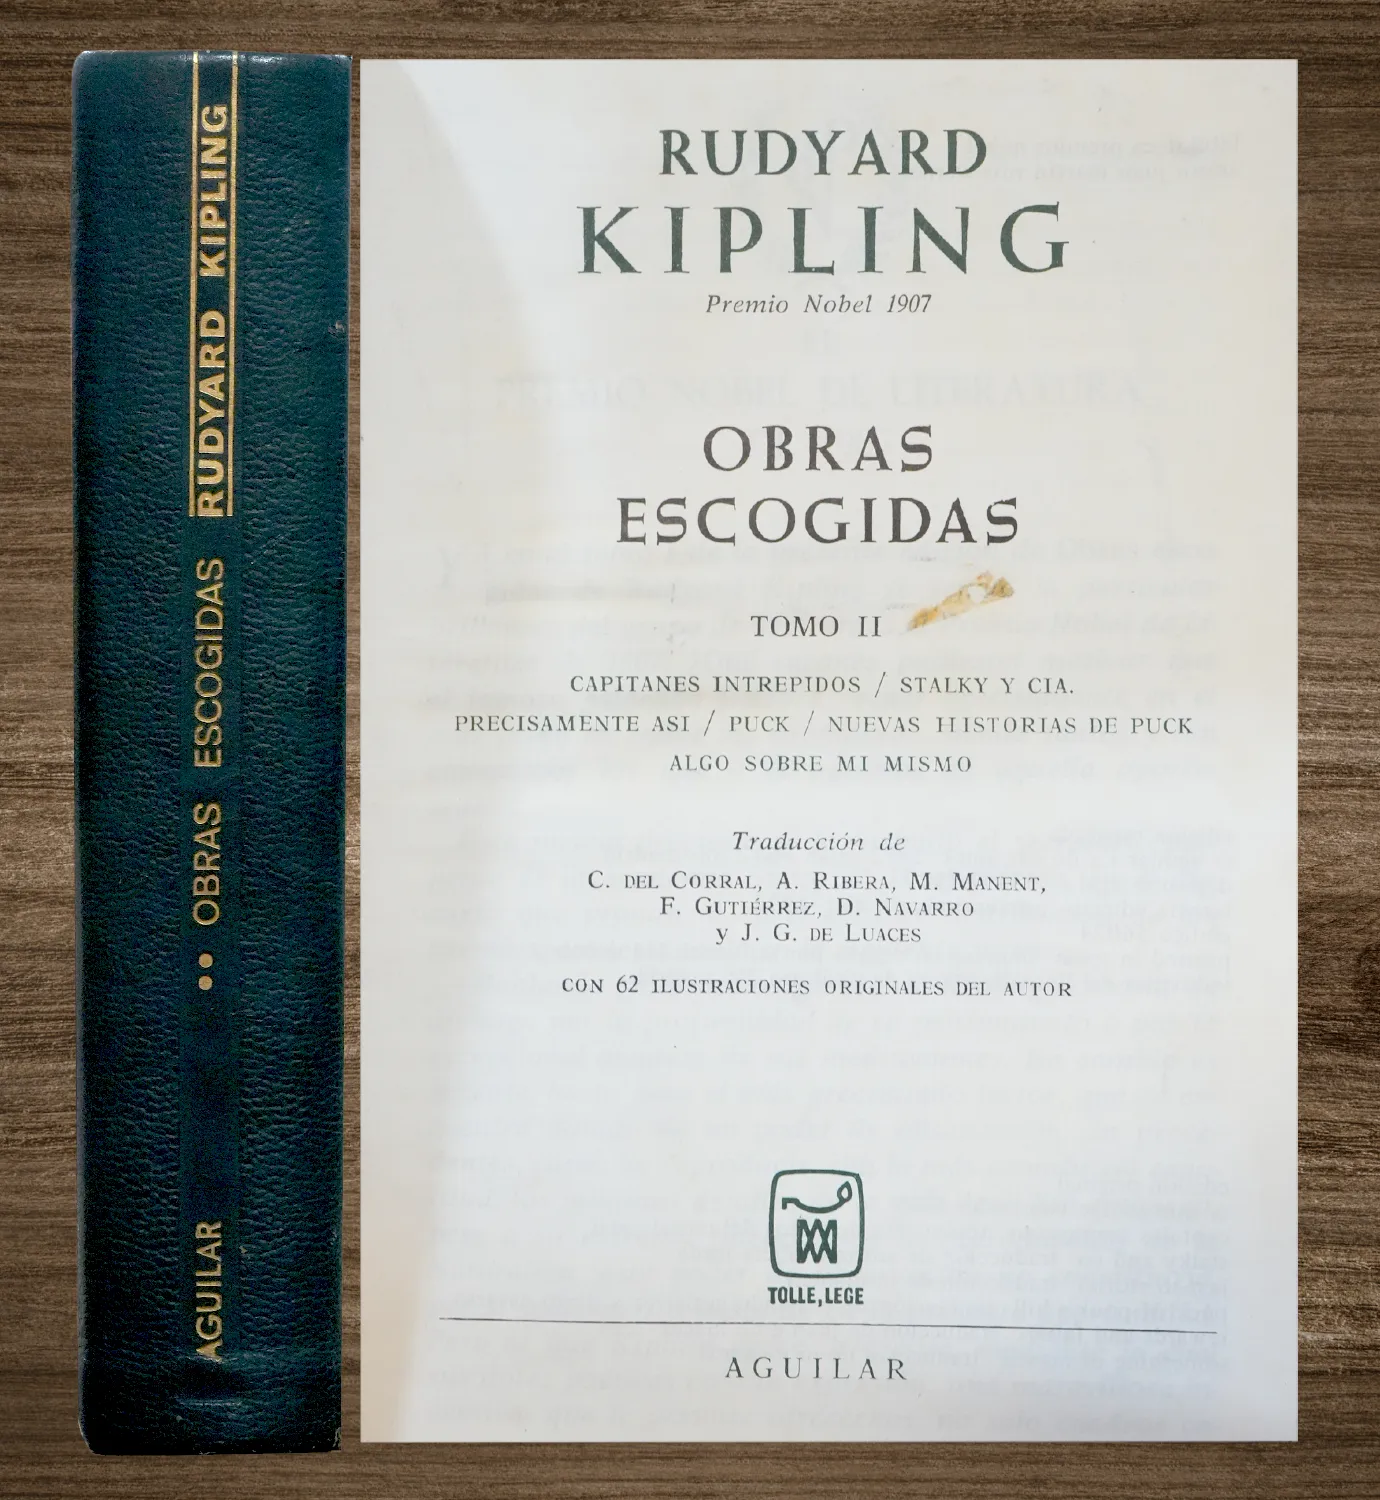 RUDYARD KIPLING
•• OBRAS ESCOGIDAS
AGUILAR
RUDYARD
KIPLING
Premio Nobel 1907
OBRAS
ESCOGIDAS
TOMO II
CAPITANES INTREPIDOS / STALKY Y CIA.
PRECISAMENTE ASI / PUCK / NUEVAS HISTORIAS DE PUCK
ALGO SOBRE MI MISMO
Traducción de
C. DEL CORRAL, A. RIBERA, M. MANENT,
F. GUTIÉRREZ, D. NAVARRO
y J. G. DE LUACES
CON 62 ILUSTRACIONES ORIGINALES DEL AUTOR
TOLLE, LEGE
AGUILAR